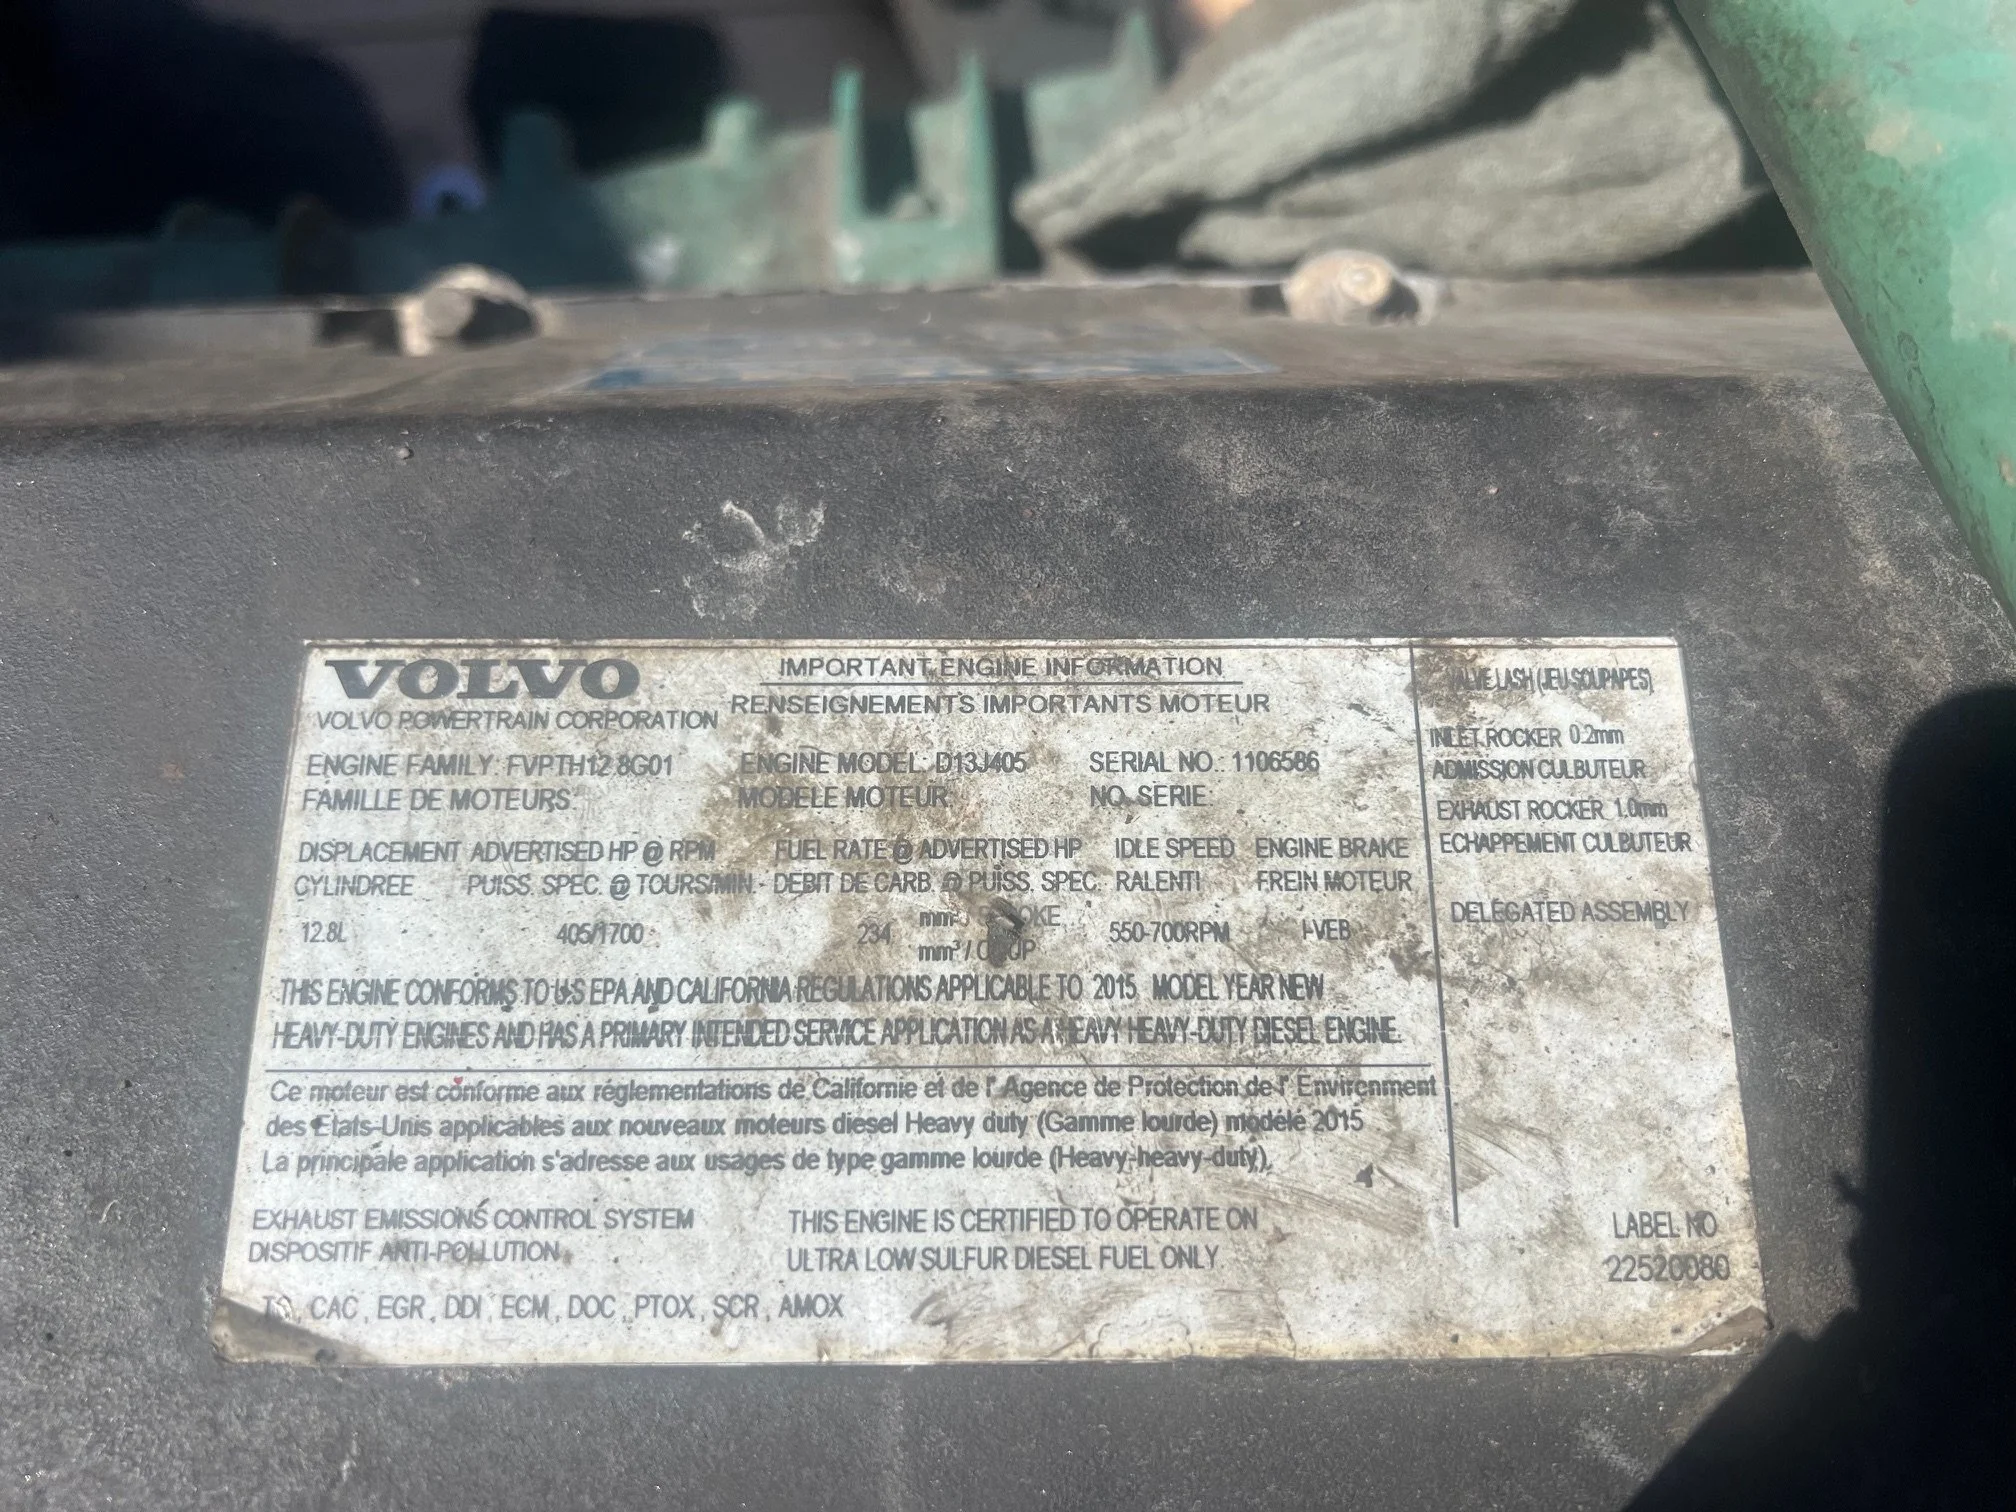 VOLVO
VOLVO POWERTRAIN CORPORATION
IMPORTANT ENGINE INFORMATION
RENSEIGNEMENTS IMPORTANTS MOTEUR
ENGINE FAMILY: FVPTH12.8G01 ENGINE MODEL: D13J405 SERIAL NO.: 1106586
FAMILLE DE MOTEURS: MODELE MOTEUR: NO. SERIE:
DISPLACEMENT ADVERTISED HP @ RPM FUEL RATE @ ADVERTISED HP IDLE SPEED ENGINE BRAKE
CYLINDREE PUISS. SPEC. @ TOURS/MIN. DEBIT DE CARB. @ PUISS. SPEC. RALENTI FREIN MOTEUR
12.8L 405/1700 234 mm³ / 550-700RPM I-VEB
mm³ /
THIS ENGINE CONFORMS TO U.S EPA AND CALIFORNIA REGULATIONS APPLICABLE TO 2015 MODEL YEAR NEW
HEAVY-DUTY ENGINES AND HAS A PRIMARY INTENDED SERVICE APPLICATION AS A HEAVY HEAVY-DUTY DIESEL ENGINE.
Ce moteur est conforme aux réglementations de Californie et de l' Agence de Protection de l' Environment
des Etats-Unis applicables aux nouveaux moteurs diesel Heavy duty (Gamme lourde) modélé 2015
La principale application s'adresse aux usages de type gamme lourde (Heavy-heavy-duty).
EXHAUST EMISSIONS CONTROL SYSTEM
DISPOSITIF ANTI-POLLUTION
, CAC , EGR , DDI , ECM , DOC , PTOX , SCR , AMOX
THIS ENGINE IS CERTIFIED TO OPERATE ON
ULTRA LOW SULFUR DIESEL FUEL ONLY
VALVE LASH (JEU SOUPAPES)
INLET ROCKER 0.2mm
ADMISSION CULBUTEUR
EXHAUST ROCKER 1.0mm
ECHAPPEMENT CULBUTEUR
DELEGATED ASSEMBLY
LABEL NO
22520080